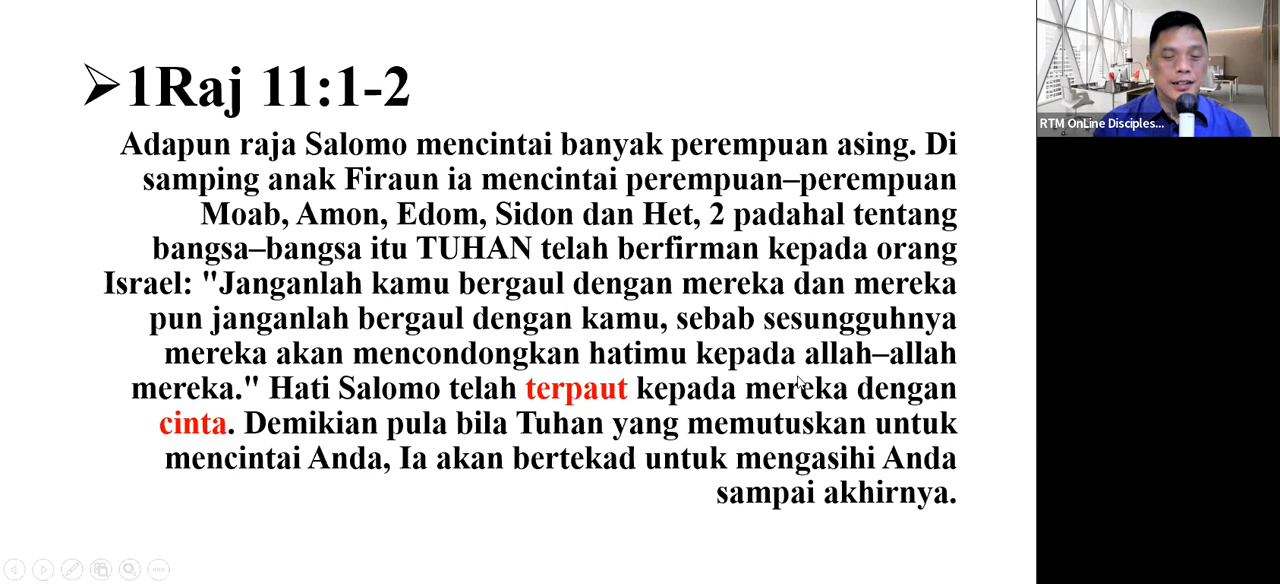 1Raj 11:1-2
Adapun raja Salomo mencintai banyak perempuan asing. Di
samping anak Firaun ia mencintai perempuan–perempuan
Moab, Amon, Edom, Sidon dan Het, 2 padahal tentang
bangsa–bangsa itu TUHAN telah berfirman kepada orang
Israel: "Janganlah kamu bergaul dengan mereka dan mereka
pun janganlah bergaul dengan kamu, sebab sesungguhnya
mereka akan mencondongkan hatimu kepada allah–allah
mereka." Hati Salomo telah terpaut kepada mereka dengan
cinta. Demikian pula bila Tuhan yang memutuskan untuk
mencintai Anda, Ia akan bertekad untuk mengasihi Anda
sampai akhirnya.
RTM OnLine Disciples...